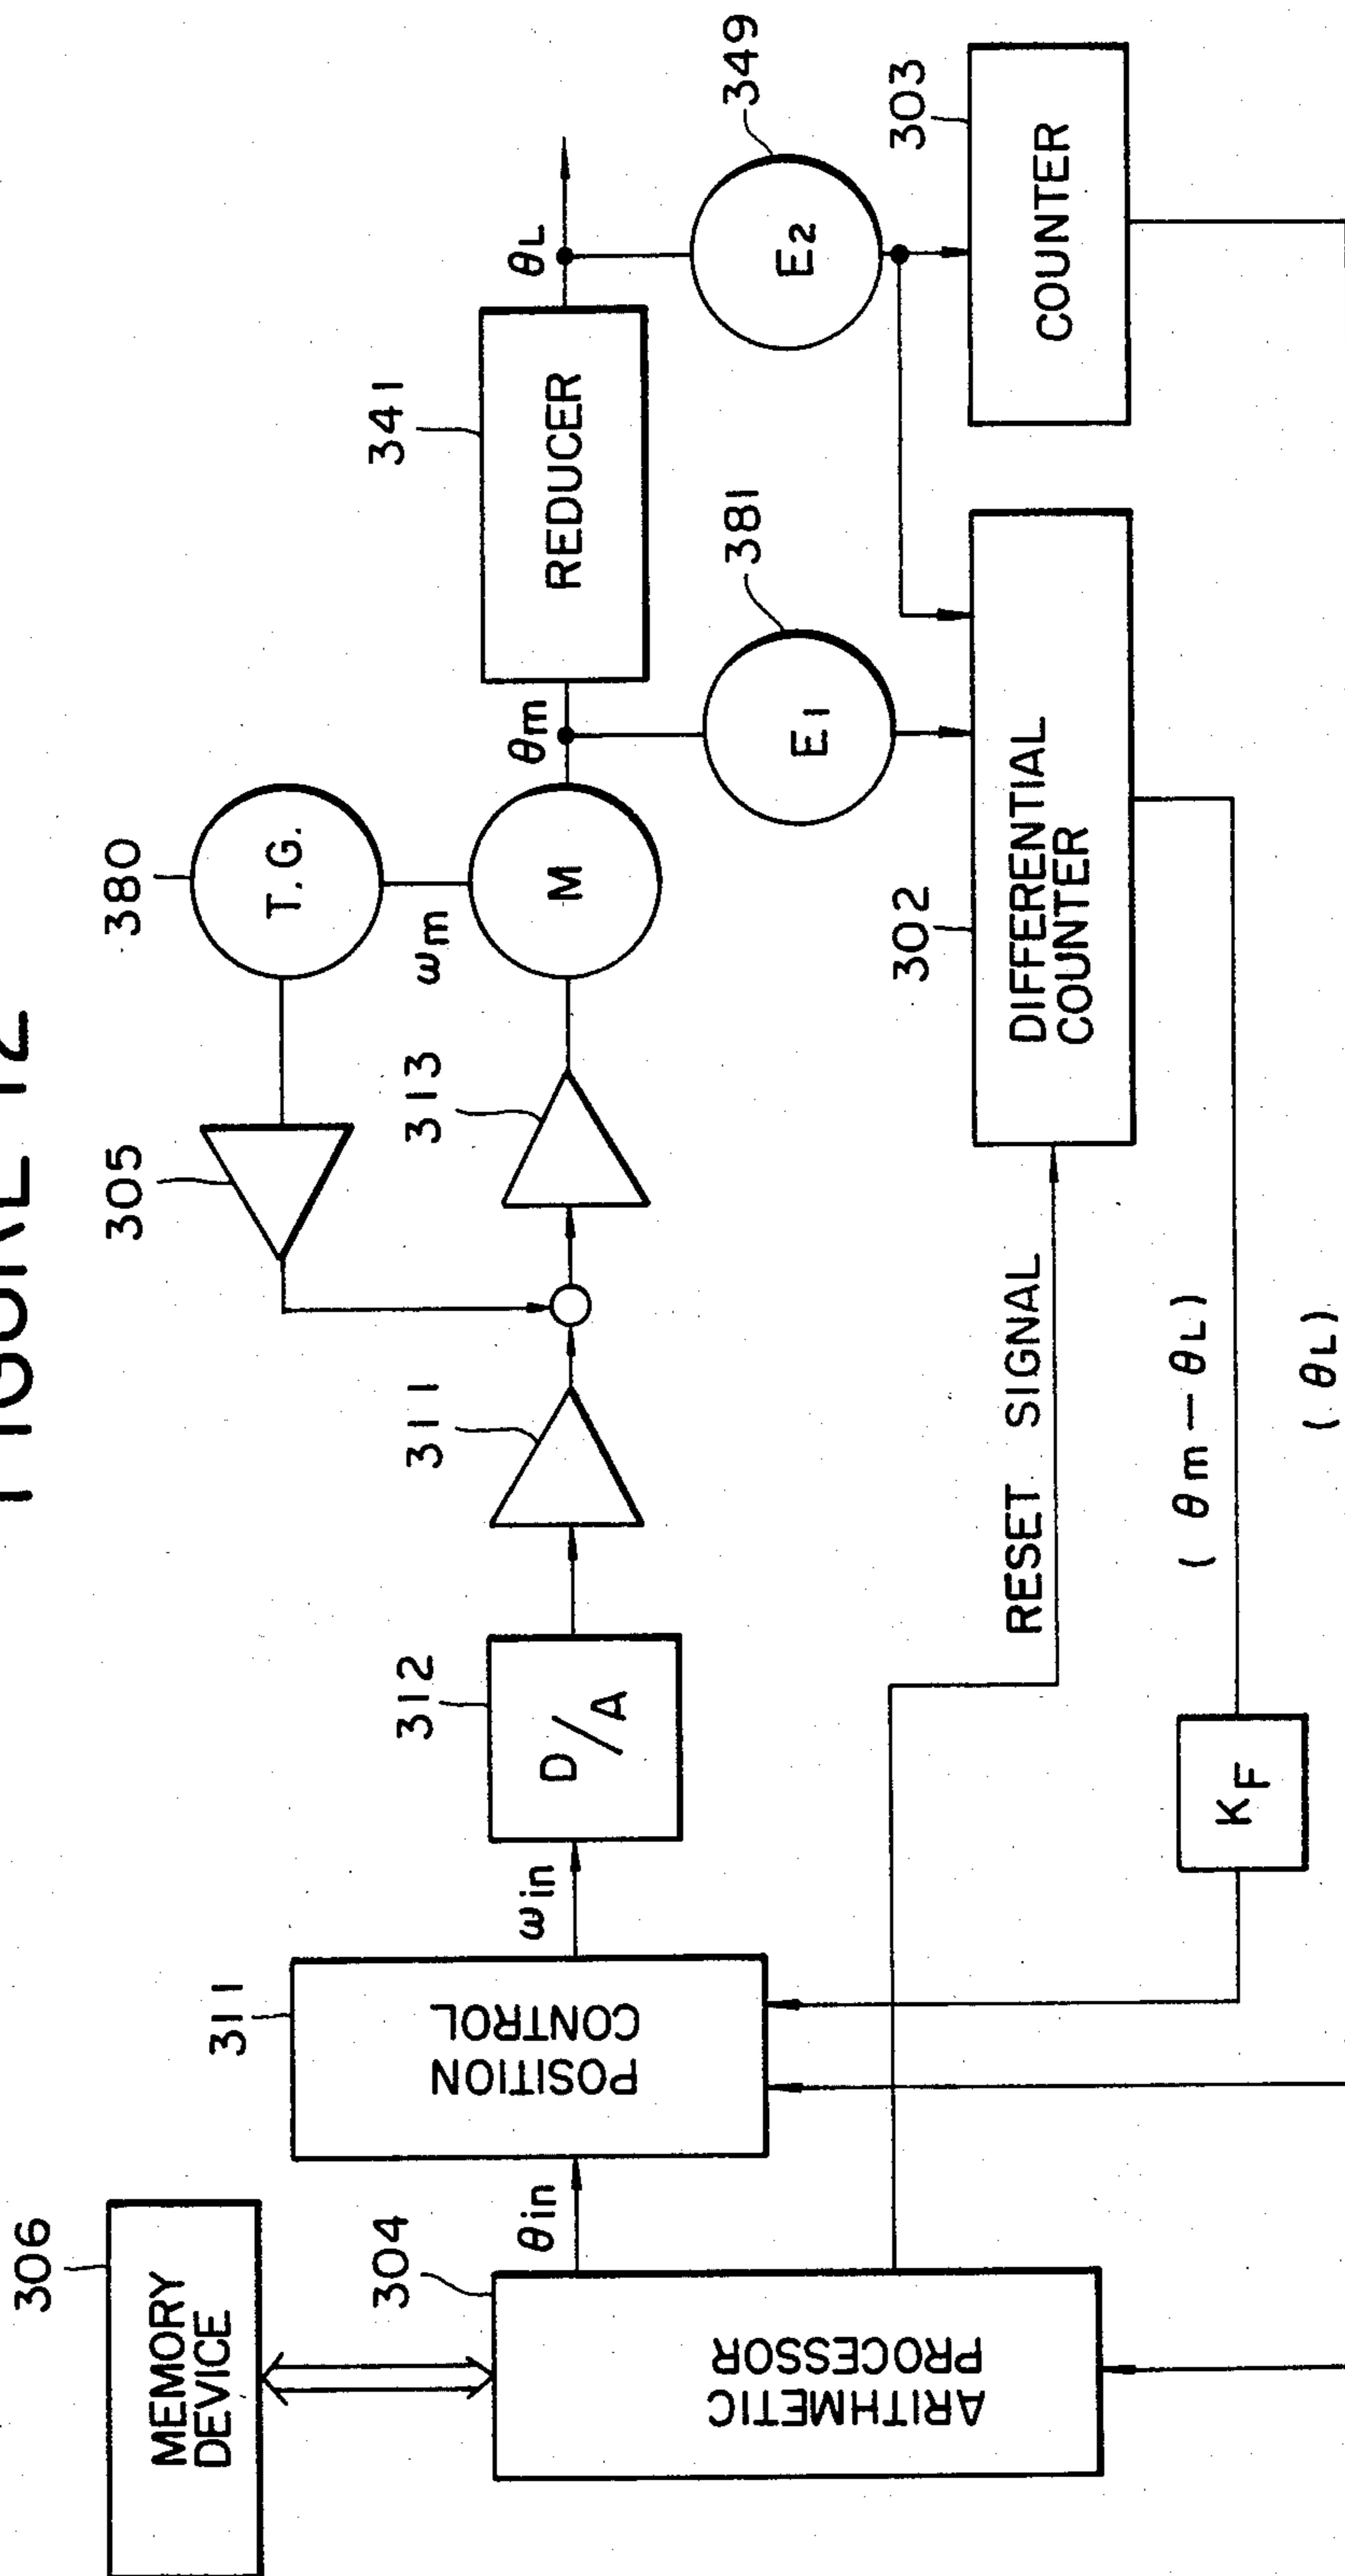 FIGURE 12
306
MEMORY
DEVICE
304
ARITHMETIC
PROCESSOR
θin
311
POSITION
CONTROL
ωin
312
D/A
311
305
313
380
T.G.
ωm
M
θm
341
REDUCER
θL
381
E1
349
E2
303
COUNTER
302
DIFFERENTIAL
COUNTER
RESET SIGNAL
(θm—θL)
KF
(θL)